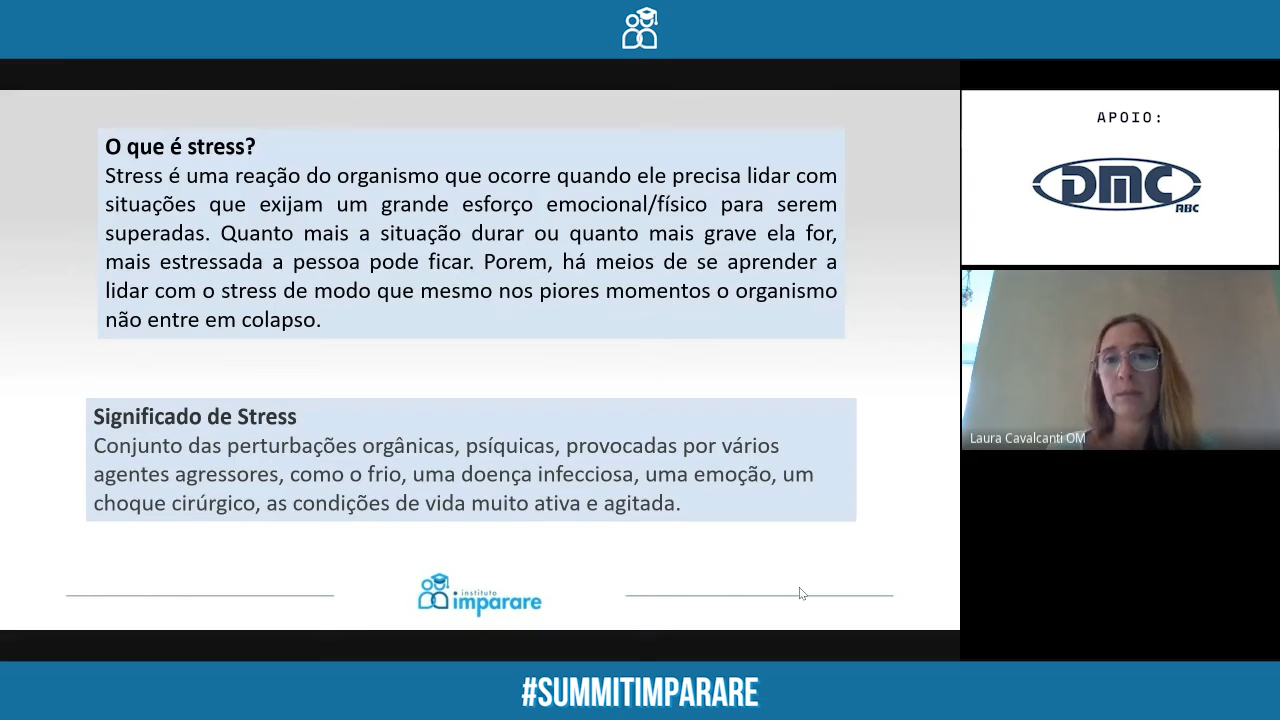 O que é stress?
Stress é uma reação do organismo que ocorre quando ele precisa lidar com
situações que exijam um grande esforço emocional/físico para serem
superadas. Quanto mais a situação durar ou quanto mais grave ela for,
mais estressada a pessoa pode ficar. Porem, há meios de se aprender a
lidar com o stress de modo que mesmo nos piores momentos o organismo
não entre em colapso.
Significado de Stress
Conjunto das perturbações orgânicas, psíquicas, provocadas por vários
agentes agressores, como o frio, uma doença infecciosa, uma emoção, um
choque cirúrgico, as condições de vida muito ativa e agitada.
instituto
imparare
APOIO:
DMC
ABC
Laura Cavalcanti OM
#SUMMITIMPARARE